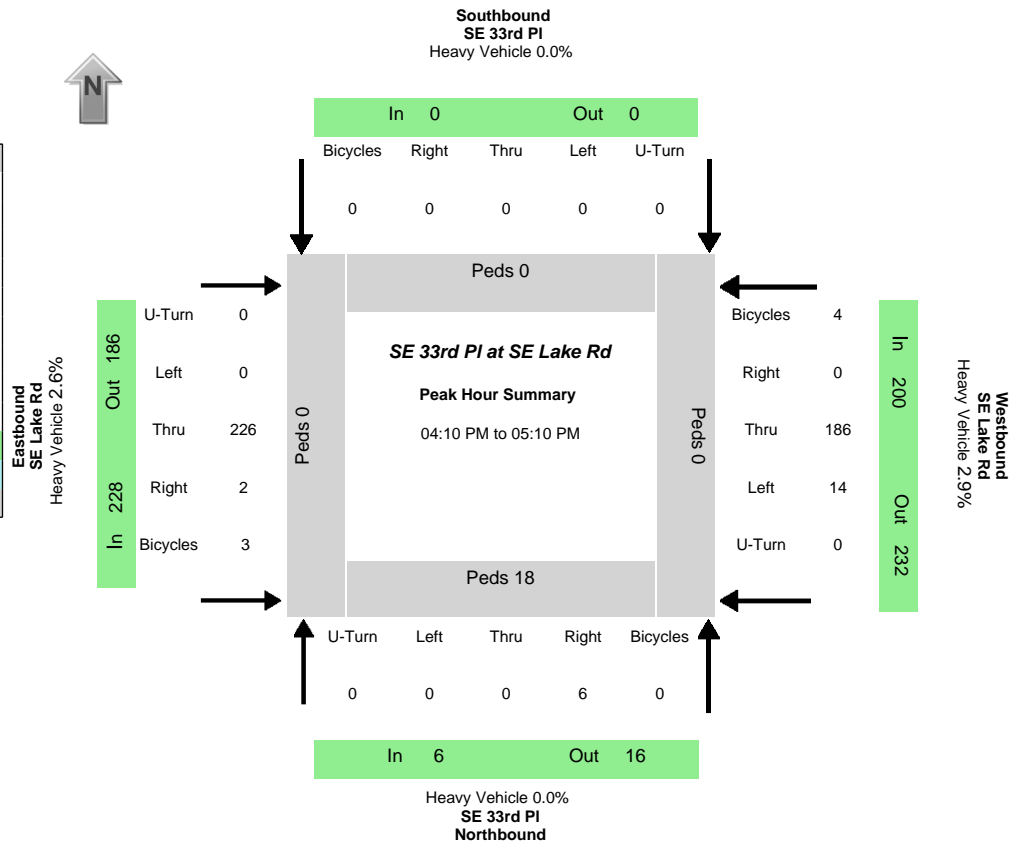 Southbound
SE 33rd Pl
Heavy Vehicle 0.0%
N
In 0 Out 0
Bicycles Right Thru Left U-Turn
0 0 0 0 0
Peds 0
U-Turn 0
Left 0
Thru 226
Right 2
Bicycles 3
Out 186
In 228
Eastbound
SE Lake Rd
Heavy Vehicle 2.6%
Peds 0
SE 33rd Pl at SE Lake Rd
Peak Hour Summary
04:10 PM to 05:10 PM
Peds 0
Bicycles 4
Right 0
Thru 186
Left 14
U-Turn 0
In 200
Out 232
Westbound
SE Lake Rd
Heavy Vehicle 2.9%
Peds 18
U-Turn Left Thru Right Bicycles
0 0 0 6 0
In 6 Out 16
Heavy Vehicle 0.0%
SE 33rd Pl
Northbound